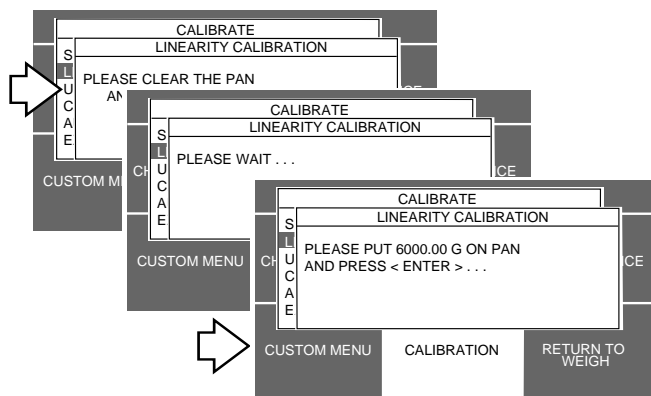 CALIBRATE
LINEARITY CALIBRATION
S
L
U
C
A
E
PLEASE CLEAR THE PAN
CUSTOM
CALIBRATE
LINEARITY CALIBRATION
S
L
U
C
A
E
PLEASE WAIT . . .
CUSTOM MENU
CALIBRATE
LINEARITY CALIBRATION
S
L
U
C
A
E
PLEASE PUT 6000.00 G ON PAN
AND PRESS < ENTER > . . .
CUSTOM MENU
CALIBRATION
RETURN TO
WEIGH